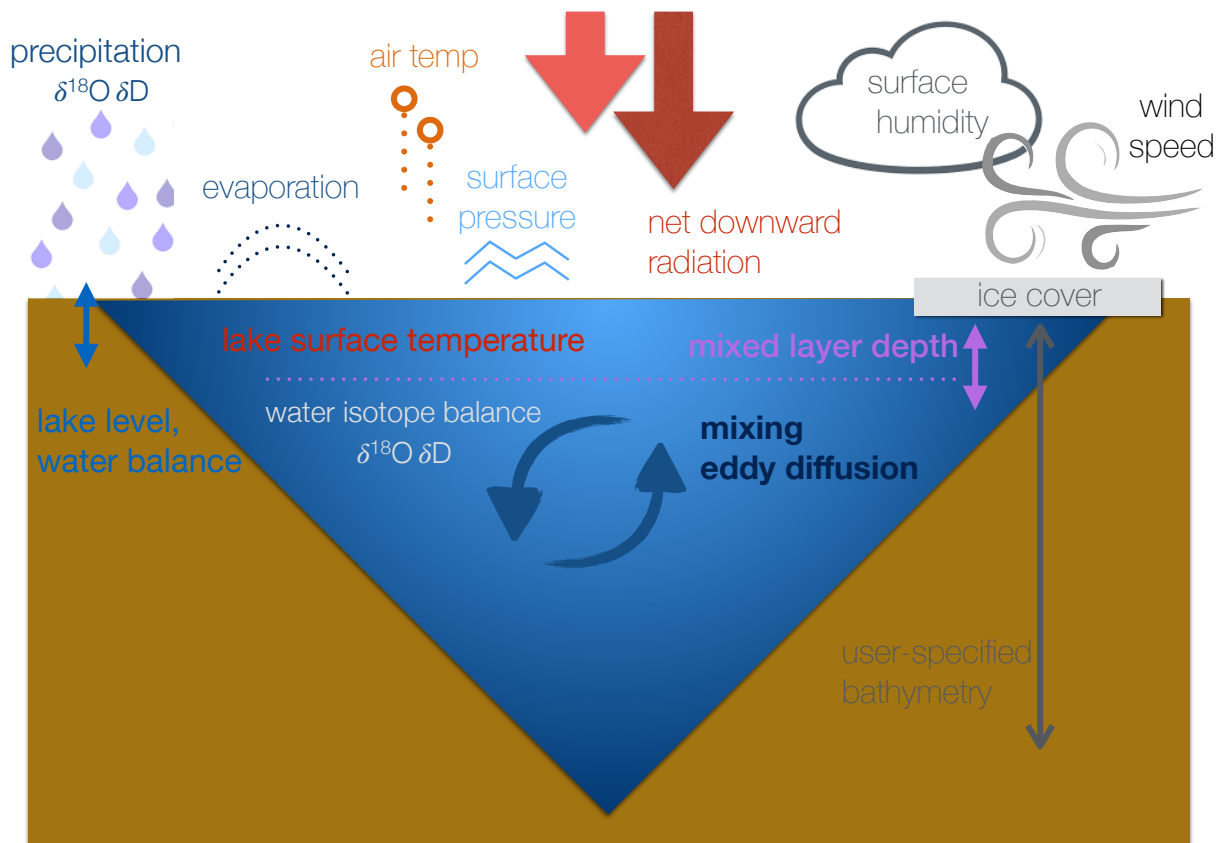 precipitation
δ¹⁸O δD
air temp
surface
humidity
wind
speed
evaporation
surface
pressure
net downward
radiation
ice cover
lake surface temperature
mixed layer depth
lake level,
water balance
water isotope balance
δ¹⁸O δD
mixing
eddy diffusion
user-specified
bathymetry